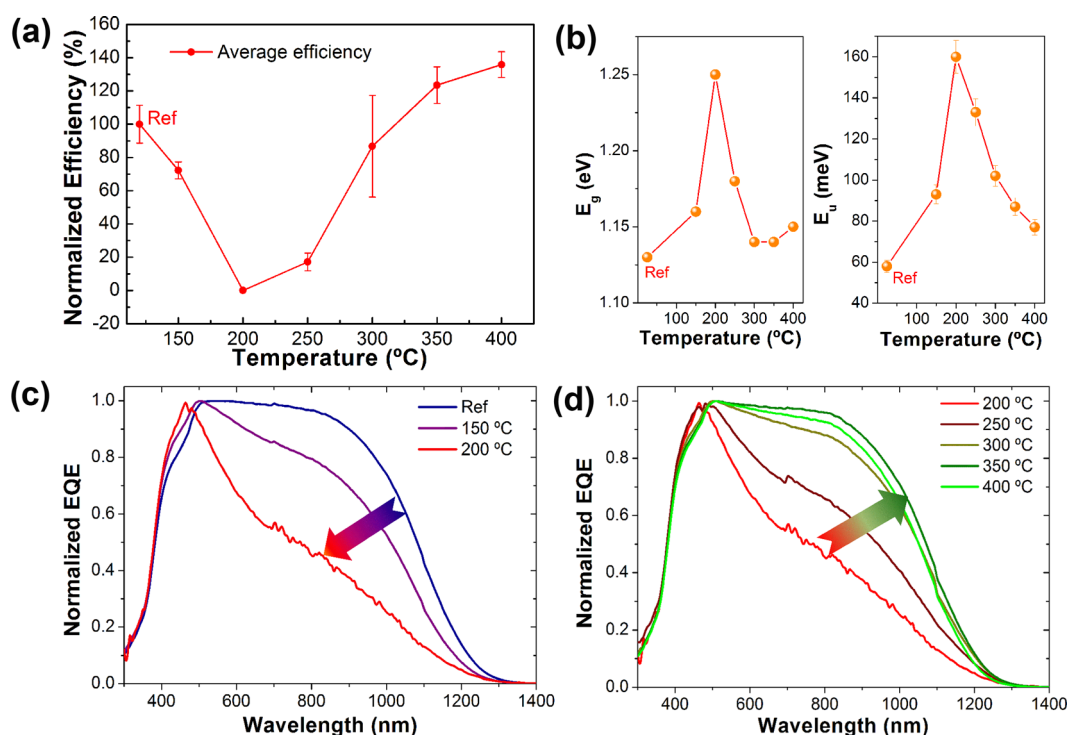 (a)
Normalized Efficiency (%)
160
140
120
100
80
60
40
20
0
-20
Average efficiency
Ref
150
200
250
300
350
400
Temperature (ºC)
(b)
E_g (eV)
1.25
1.20
1.15
1.10
Ref
0
100
200
300
400
Temperature (ºC)
E_u (meV)
160
140
120
100
80
60
40
Ref
0
100
200
300
400
(c)
Normalized EQE
1.0
0.8
0.6
0.4
0.2
0.0
Ref
150 ºC
200 ºC
400
600
800
1000
1200
1400
Wavelength (nm)
(d)
Normalized EQE
1.0
0.8
0.6
0.4
0.2
0.0
200 ºC
250 ºC
300 ºC
350 ºC
400 ºC
400
600
800
1000
1200
1400
Wavelength (nm)